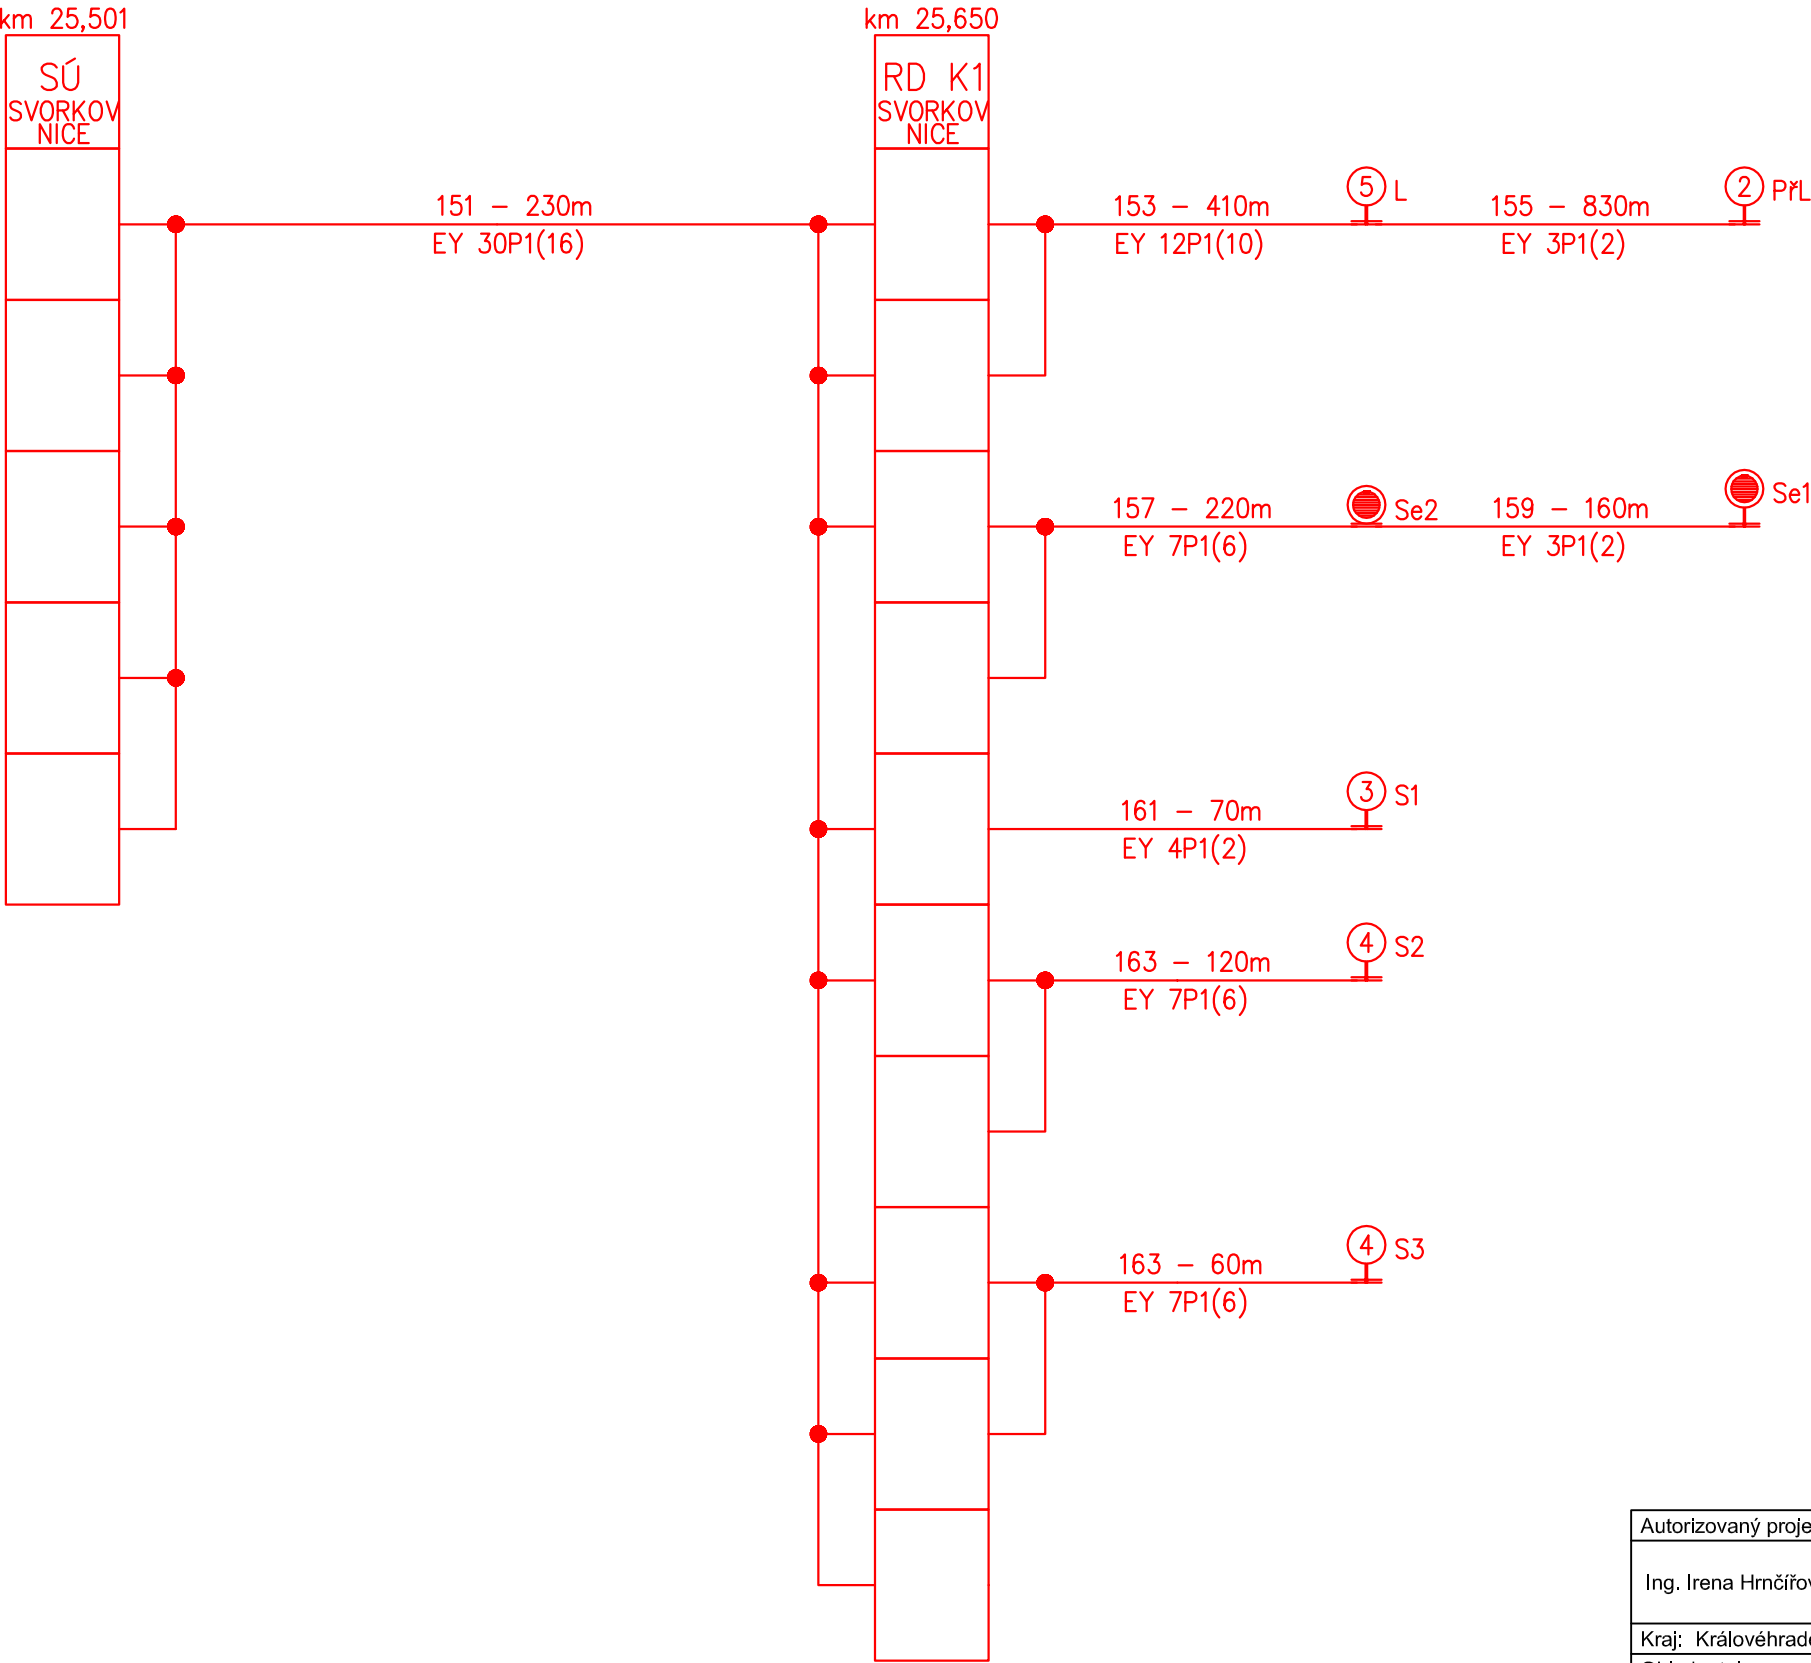 km 25,501
km 25,650
SÚ
SVORKOV
NICE
RD K1
SVORKOV
NICE
151 – 230m
EY 30P1(16)
153 – 410m
EY 12P1(10)
5 L
155 – 830m
EY 3P1(2)
2 PřL
157 – 220m
EY 7P1(6)
Se2
159 – 160m
EY 3P1(2)
Se1
161 – 70m
EY 4P1(2)
3 S1
163 – 120m
EY 7P1(6)
4 S2
163 – 60m
EY 7P1(6)
4 S3
Autorizovaný proje
Ing. Irena Hrnčířov
Kraj: Královéhrade